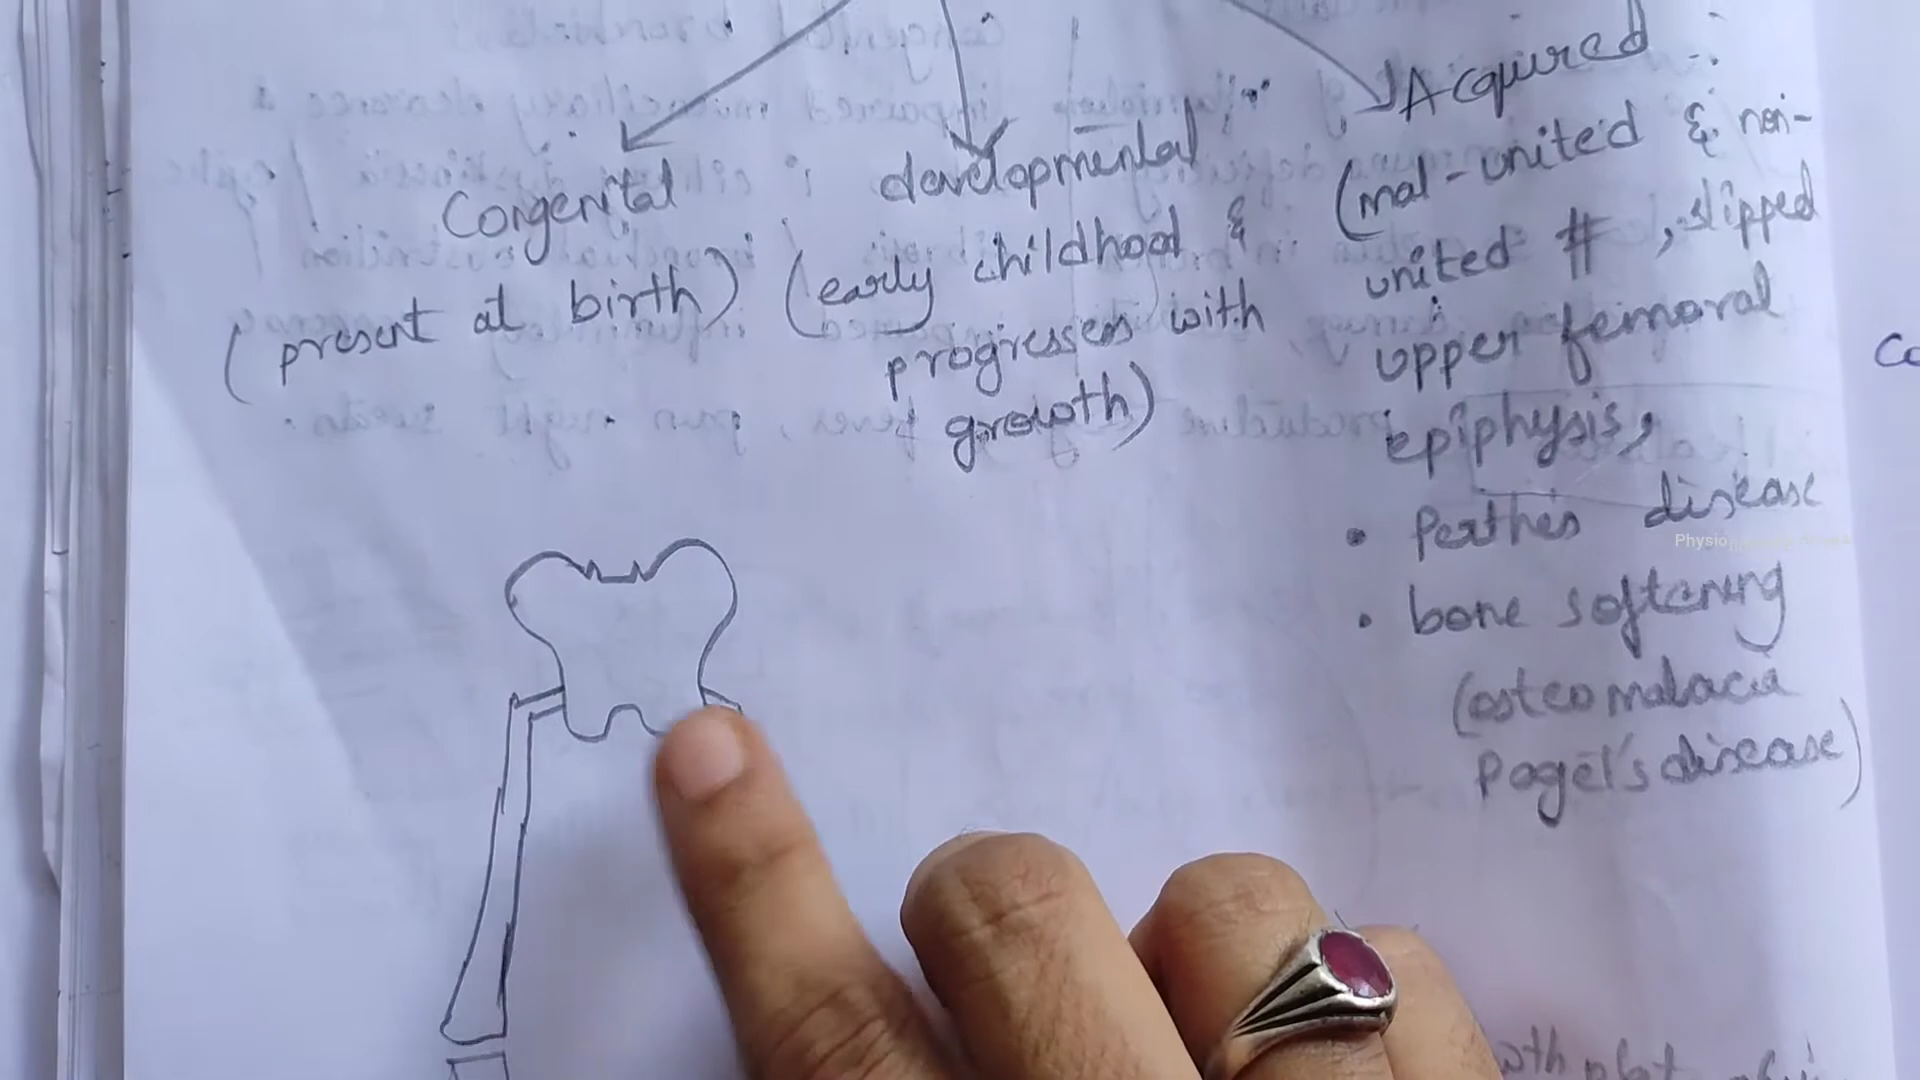 Congenital
(present at birth)
developmental
(early childhood &
progresses with
growth)
Acquired
(mal-united & non-
united #, slipped
upper femoral
epiphysis,
• Perthes disease
• bone softening
(osteomalacia
Paget's disease)
Physio